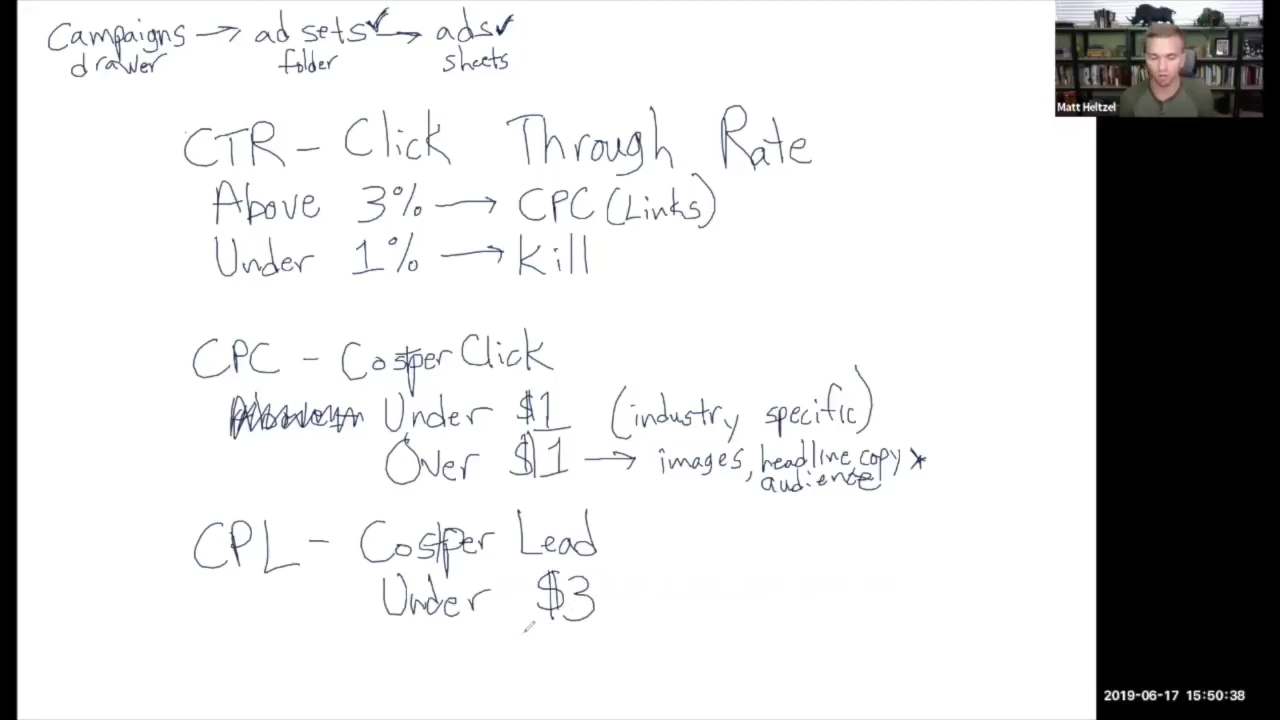 Campaigns → ad sets✓ → ads✓
drawer folder sheets
Matt Heltzel
CTR – Click Through Rate
Above 3% → CPC (Links)
Under 1% → Kill
CPC – Cost per Click
Under $1 (industry specific)
Over $1 → images, headline, copy *
audience
CPL – Cost per Lead
Under $3
2019-06-17 15:50:38